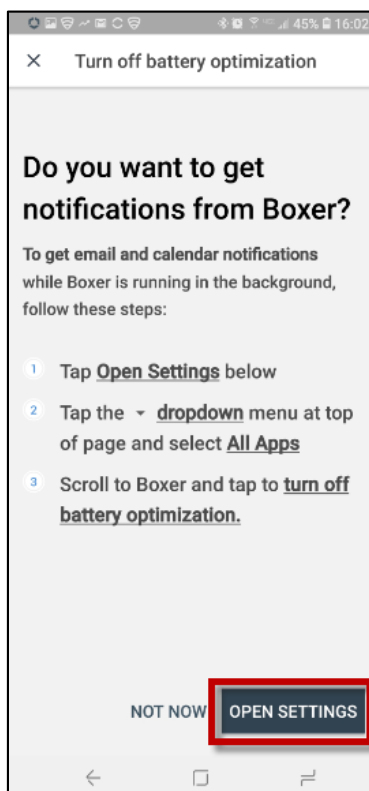 45% 16:02
Turn off battery optimization
Do you want to get
notifications from Boxer?
To get email and calendar notifications
while Boxer is running in the background,
follow these steps:
1 Tap Open Settings below
2 Tap the dropdown menu at top
of page and select All Apps
3 Scroll to Boxer and tap to turn off
battery optimization.
NOT NOW OPEN SETTINGS